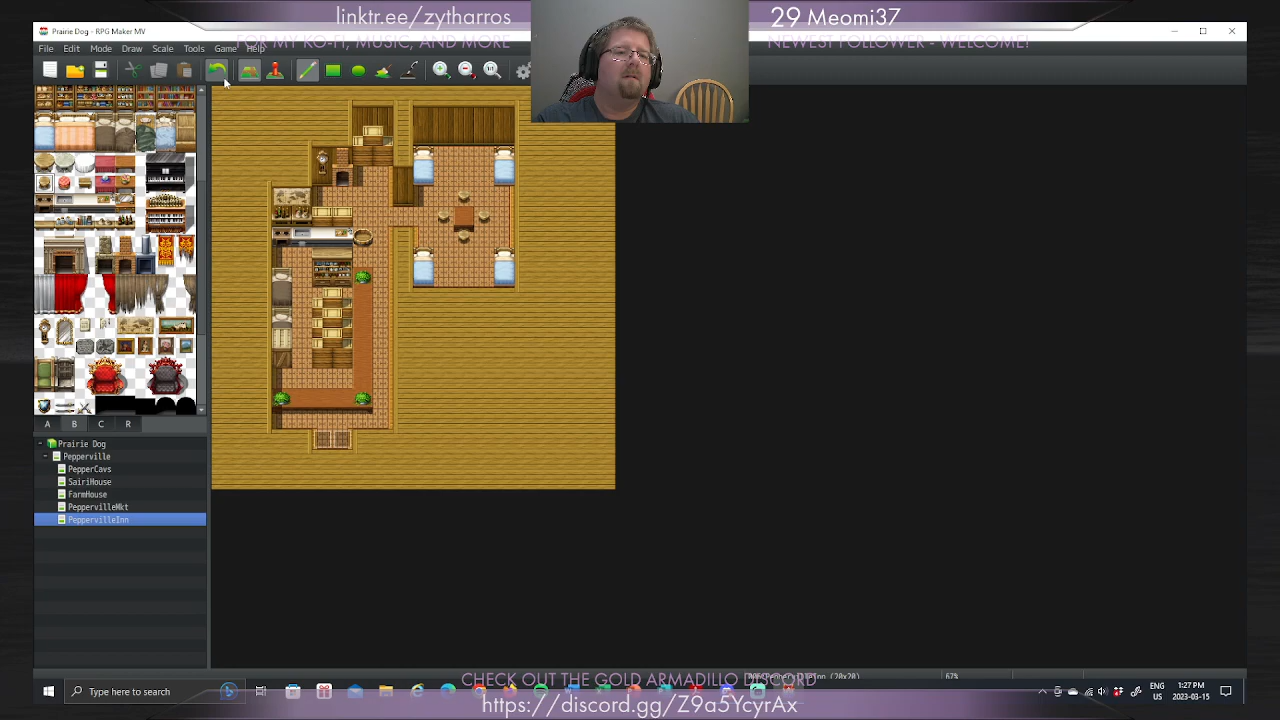 linktr.ee/zytharros
29 Meomi37
Prairie Dog - RPG Maker MV
FOR MY KO-FI, MUSIC, AND MORE
NEWEST FOLLOWER - WELCOME!
File Edit Mode Draw Scale Tools Game Help
A B C R
Prairie Dog
Pepperville
PepperCavs
SairiHouse
FarmHouse
PeppervilleMkt
PeppervilleInn
CHECK OUT THE GOLD ARMADILLO DISCORD
67%
Type here to search
ENG
US
1:27 PM
2023-03-15
https://discord.gg/Z9a5YcyrAx